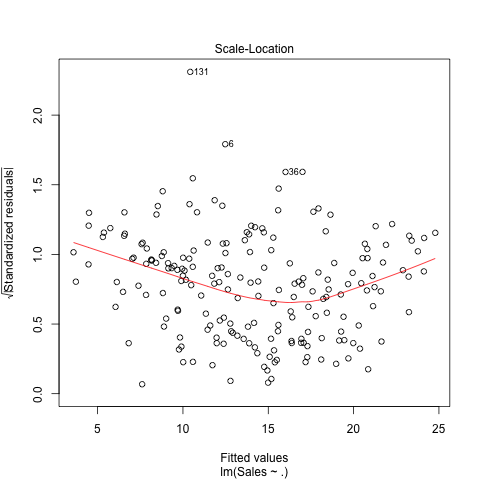 Scale-Location
131
6
36
√|Standardized residuals|
0.0
0.5
1.0
1.5
2.0
5 10 15 20 25
Fitted values
lm(Sales ~ .)